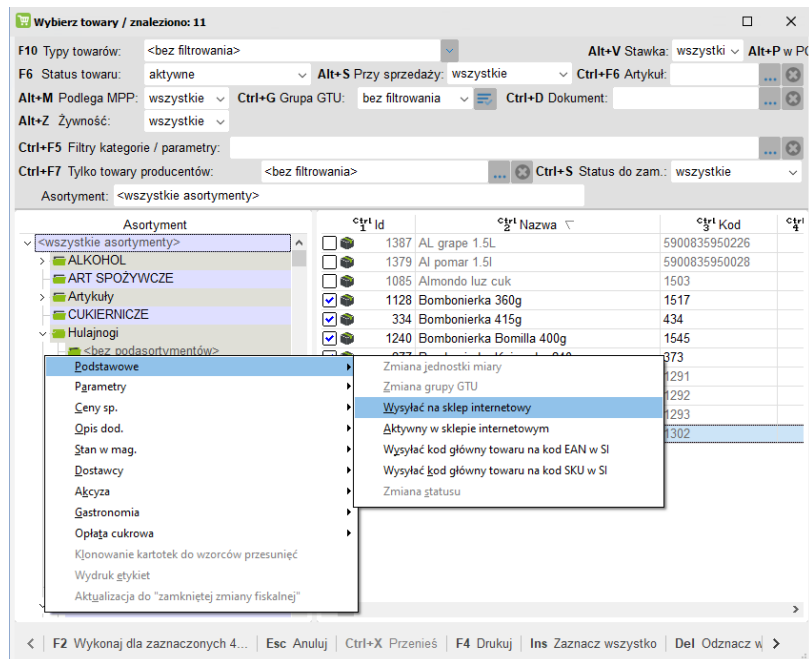 Wybierz towary / znaleziono: 11
F10 Typy towarów: <bez filtrowania> Alt+V Stawka: wszystki Alt+P w PC
F6 Status towaru: aktywne Alt+S Przy sprzedaży: wszystkie Ctrl+F6 Artykuł: ...
Alt+M Podlega MPP: wszystkie Ctrl+G Grupa GTU: bez filtrowania Ctrl+D Dokument: ...
Alt+Z Żywność: wszystkie
Ctrl+F5 Filtry kategorie / parametry: ...
Ctrl+F7 Tylko towary producentów: <bez filtrowania> ... Ctrl+S Status do zam.: wszystkie
Asortyment: <wszystkie asortymenty>
Asortyment Ctrl 1 Id Ctrl 2 Nazwa Ctrl 3 Kod Ctrl 4
<wszystkie asortymenty> 1387 AL grape 1.5L 5900835950226
ALKOHOL 1379 Al pomar 1.5l 5900835950028
ART SPOŻYWCZE 1085 Almondo luz cuk 1503
Artykuły 1128 Bombonierka 360g 1517
CUKIERNICZE 334 Bombonierka 415g 434
Hulajnogi 1240 Bombonierka Bomilla 400g 1545
<bez podasortymentów> 373
Podstawowe Zmiana jednostki miary 1291
Parametry Zmiana grupy GTU 1292
Ceny sp. Wysyłać na sklep internetowy 1293
Opis dod. Aktywny w sklepie internetowym 1302
Stan w mag. Wysyłać kod główny towaru na kod EAN w SI
Dostawcy Wysyłać kod główny towaru na kod SKU w SI
Akcyza Zmiana statusu
Gastronomia
Opłata cukrowa
Klonowanie kartotek do wzorców przesunięć
Wydruk etykiet
Aktualizacja do "zamkniętej zmiany fiskalnej"
F2 Wykonaj dla zaznaczonych 4... Esc Anuluj Ctrl+X Przenieś F4 Drukuj Ins Zaznacz wszystko Del Odznacz w